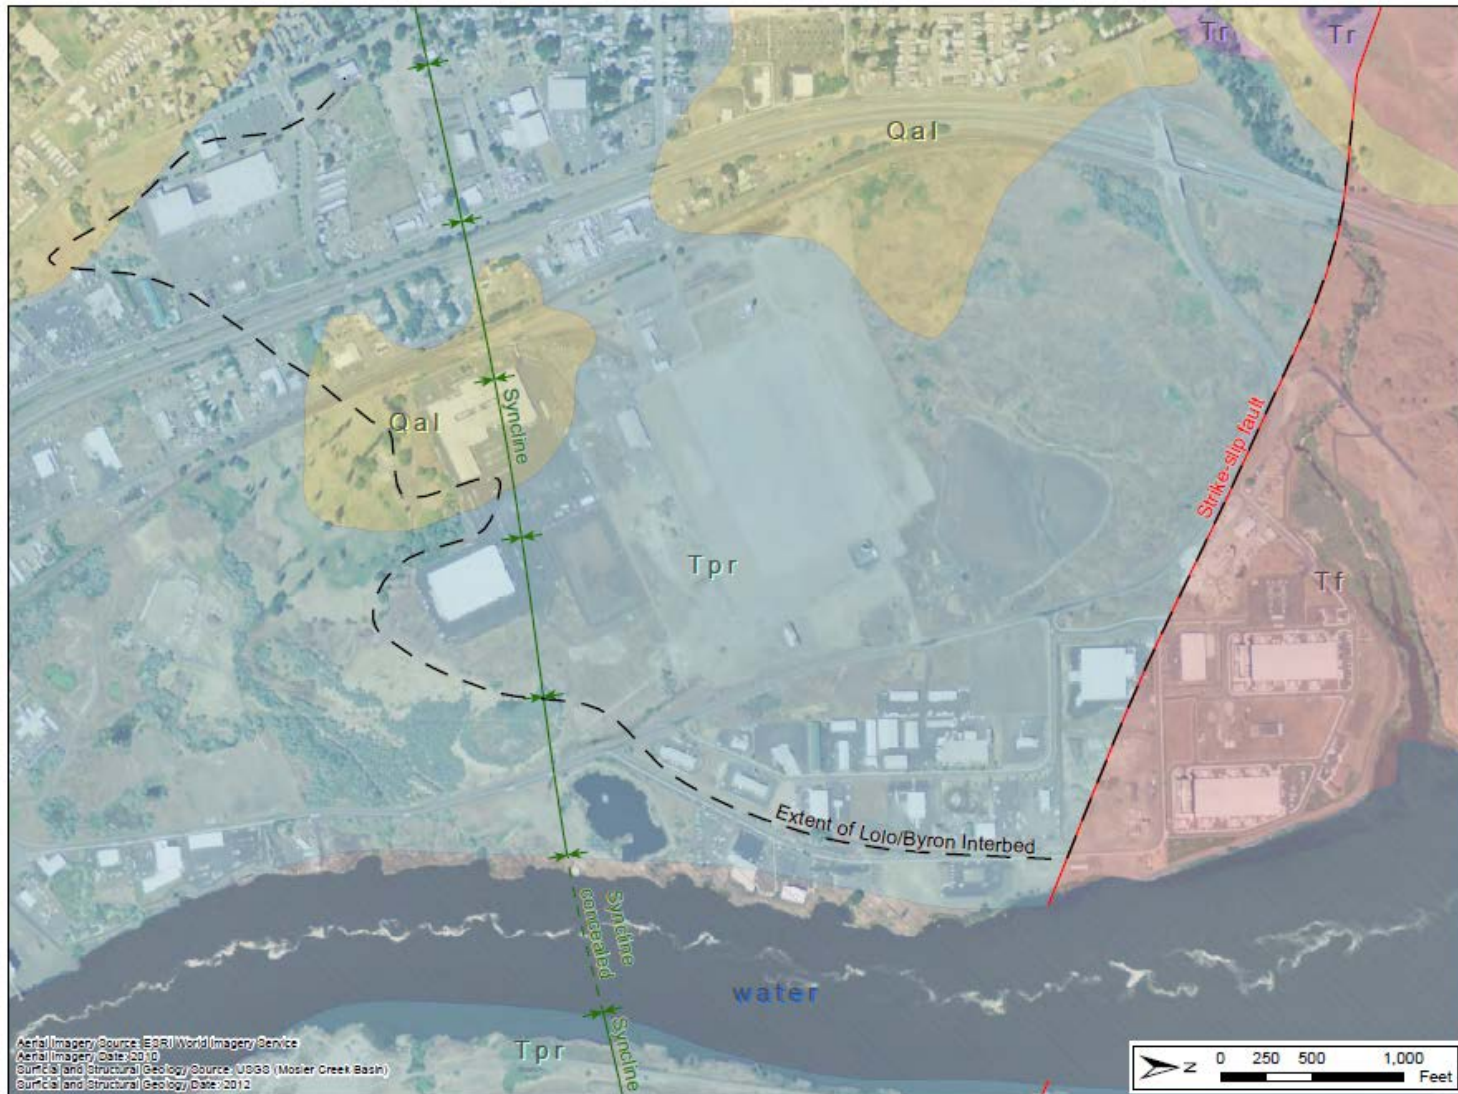 Tr
Tr
Qal
Syncline
Qal
Strike-slip fault
Tpr
Tf
Extent of Lolo/Byron Interbed
Syncline
concealed
water
Syncline
Tpr
Aerial Imagery Source: ESRI World Imagery Service
Aerial Imagery Date: 2010
Surficial and Structural Geology Source: USGS (Mosier Creek Basin)
Surficial and Structural Geology Date: 2012
N
0 250 500 1,000
Feet